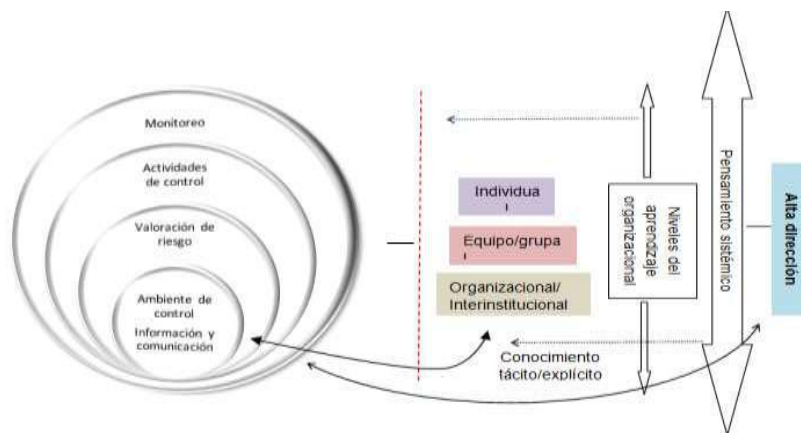 Monitoreo
Actividades
de control
Valoración de
riesgo
Ambiente de
control
Información y
comunicación
Individua
l
Equipo/grupa
l
Organizacional/
Interinstitucional
Conocimiento
tácito/explícito
Niveles del
aprendizaje
organizacional
Pensamiento sistémico
Alta dirección